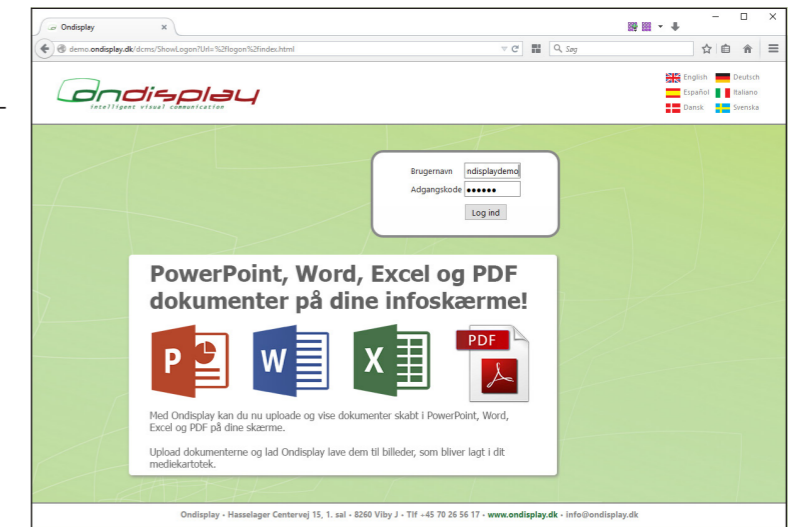 Ondisplay
demo.ondisplay.dk/dcms/ShowLogon?Url=%2flogon%2findex.html
Søg
ondisplay
intelligent visual communication
English Deutsch
Español Italiano
Dansk Svenska
Brugernavn ndisplaydemo
Adgangskode ●●●●●●
Log ind
PowerPoint, Word, Excel og PDF
dokumenter på dine infoskærme!
P W X PDF
Med Ondisplay kan du nu uploade og vise dokumenter skabt i PowerPoint, Word,
Excel og PDF på dine skærme.
Upload dokumenterne og lad Ondisplay lave dem til billeder, som bliver lagt i dit
mediekartotek.
Ondisplay - Hasselager Centervej 15, 1. sal - 8260 Viby J - Tlf +45 70 26 56 17 - www.ondisplay.dk - info@ondisplay.dk